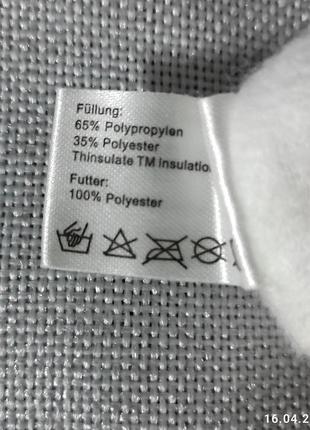 Füllung:
65% Polypropylen
35% Polyester
Thinsulate TM insulation
Futter:
100% Polyester
16.04.2